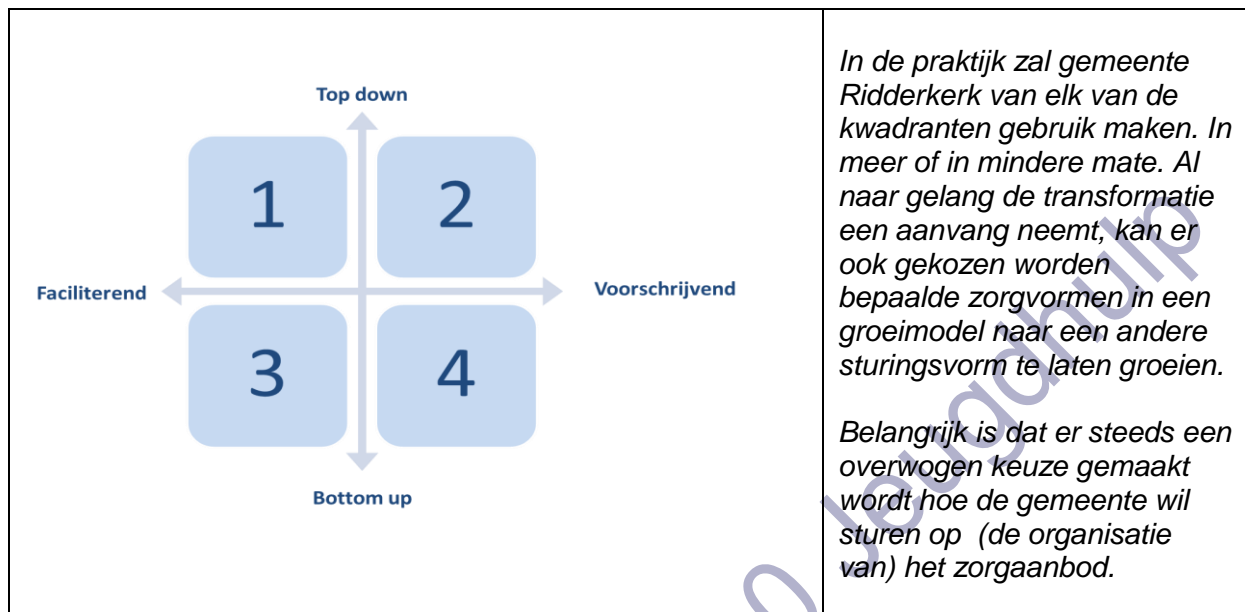 Top down
1
2
Faciliterend
Voorschrijvend
3
4
Bottom up
In de praktijk zal gemeente
Ridderkerk van elk van de
kwadranten gebruik maken. In
meer of in mindere mate. Al
naar gelang de transformatie
een aanvang neemt, kan er
ook gekozen worden
bepaalde zorgvormen in een
groeimodel naar een andere
sturingsvorm te laten groeien.
Belangrijk is dat er steeds een
overwogen keuze gemaakt
wordt hoe de gemeente wil
sturen op (de organisatie
van) het zorgaanbod.
Jeugdhulp